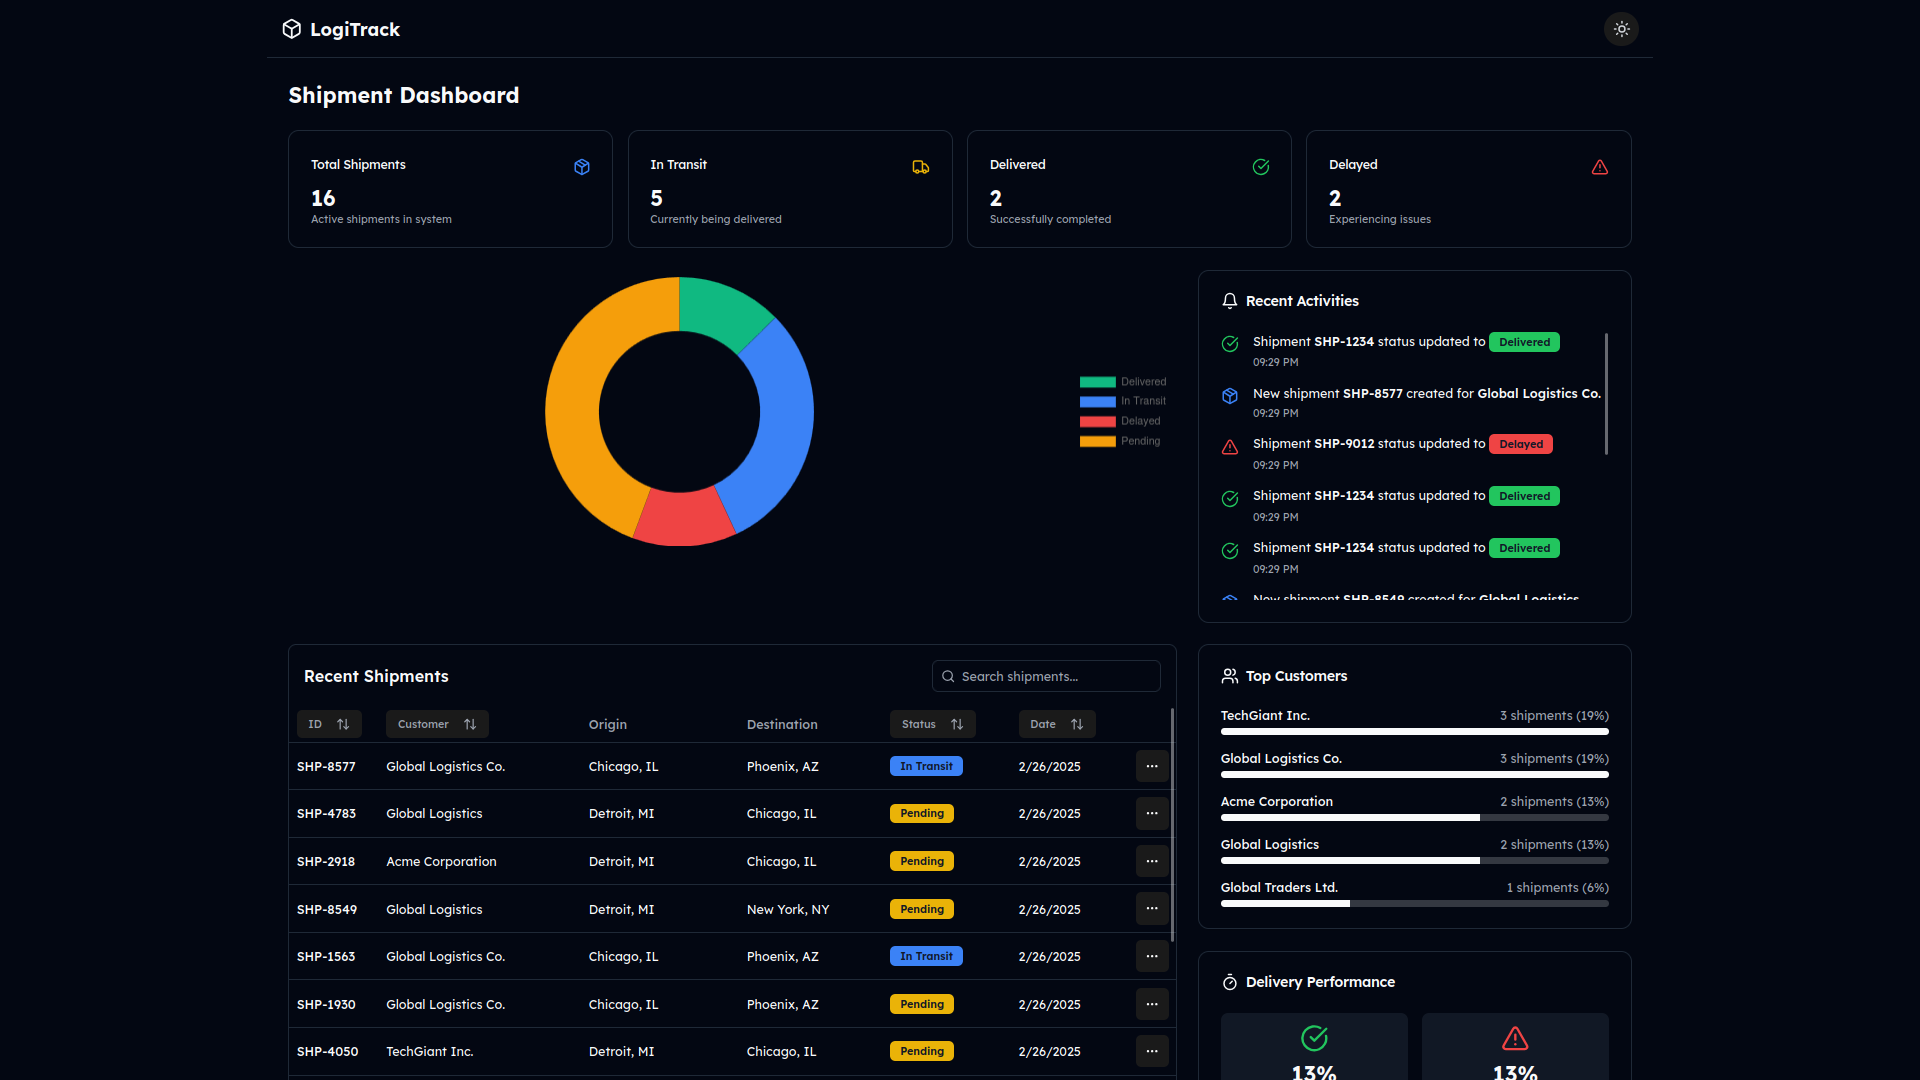 LogiTrack
Shipment Dashboard
Total Shipments
16
Active shipments in system
In Transit
5
Currently being delivered
Delivered
2
Successfully completed
Delayed
2
Experiencing issues
Delivered
In Transit
Delayed
Pending
Recent Activities
Shipment SHP-1234 status updated to Delivered
09:29 PM
New shipment SHP-8577 created for Global Logistics Co.
09:29 PM
Shipment SHP-9012 status updated to Delayed
09:29 PM
Shipment SHP-1234 status updated to Delivered
09:29 PM
Shipment SHP-1234 status updated to Delivered
09:29 PM
New shipment SHP-8549 created for Global Logistics
Recent Shipments
Search shipments...
ID Customer Origin Destination Status Date
SHP-8577 Global Logistics Co. Chicago, IL Phoenix, AZ In Transit 2/26/2025
SHP-4783 Global Logistics Detroit, MI Chicago, IL Pending 2/26/2025
SHP-2918 Acme Corporation Detroit, MI Chicago, IL Pending 2/26/2025
SHP-8549 Global Logistics Detroit, MI New York, NY Pending 2/26/2025
SHP-1563 Global Logistics Co. Chicago, IL Phoenix, AZ In Transit 2/26/2025
SHP-1930 Global Logistics Co. Chicago, IL Phoenix, AZ Pending 2/26/2025
SHP-4050 TechGiant Inc. Detroit, MI Chicago, IL Pending 2/26/2025
Top Customers
TechGiant Inc. 3 shipments (19%)
Global Logistics Co. 3 shipments (19%)
Acme Corporation 2 shipments (13%)
Global Logistics 2 shipments (13%)
Global Traders Ltd. 1 shipments (6%)
Delivery Performance
13% 13%